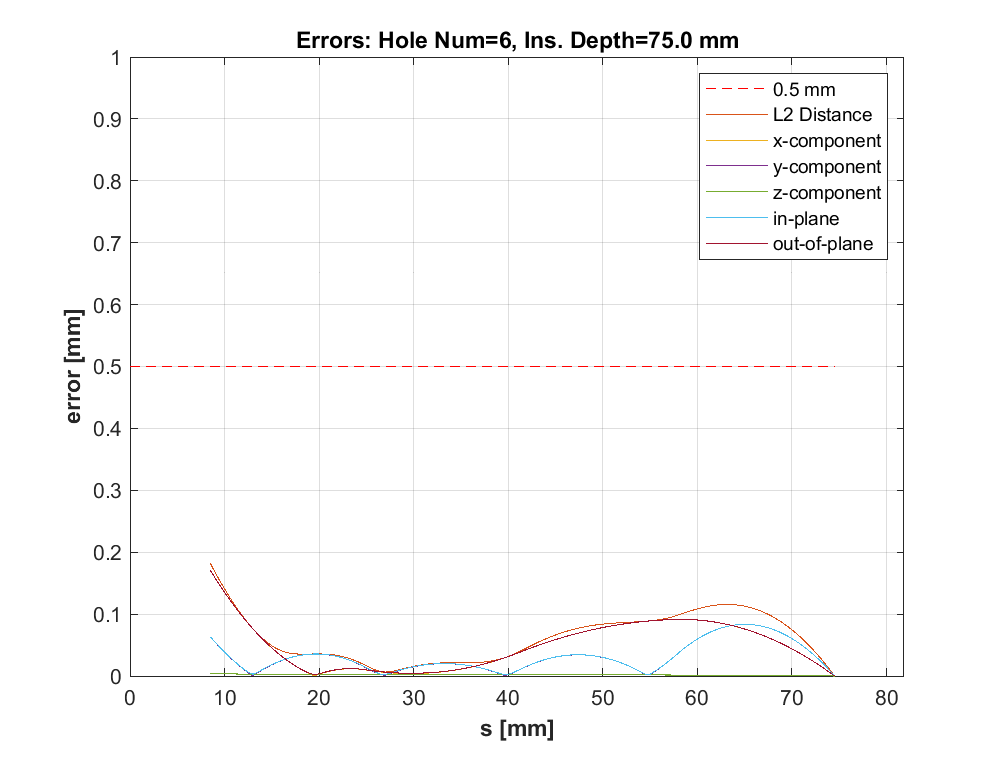 Errors: Hole Num=6, Ins. Depth=75.0 mm
1
0.9
0.8
0.7
0.6
0.5
0.4
0.3
0.2
0.1
0
error [mm]
0.5 mm
L2 Distance
x-component
y-component
z-component
in-plane
out-of-plane
0 10 20 30 40 50 60 70 80
s [mm]